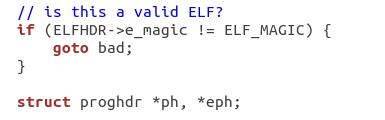 // is this a valid ELF?
if (ELFHDR->e_magic != ELF_MAGIC) {
    goto bad;
}

struct proghdr *ph, *eph;